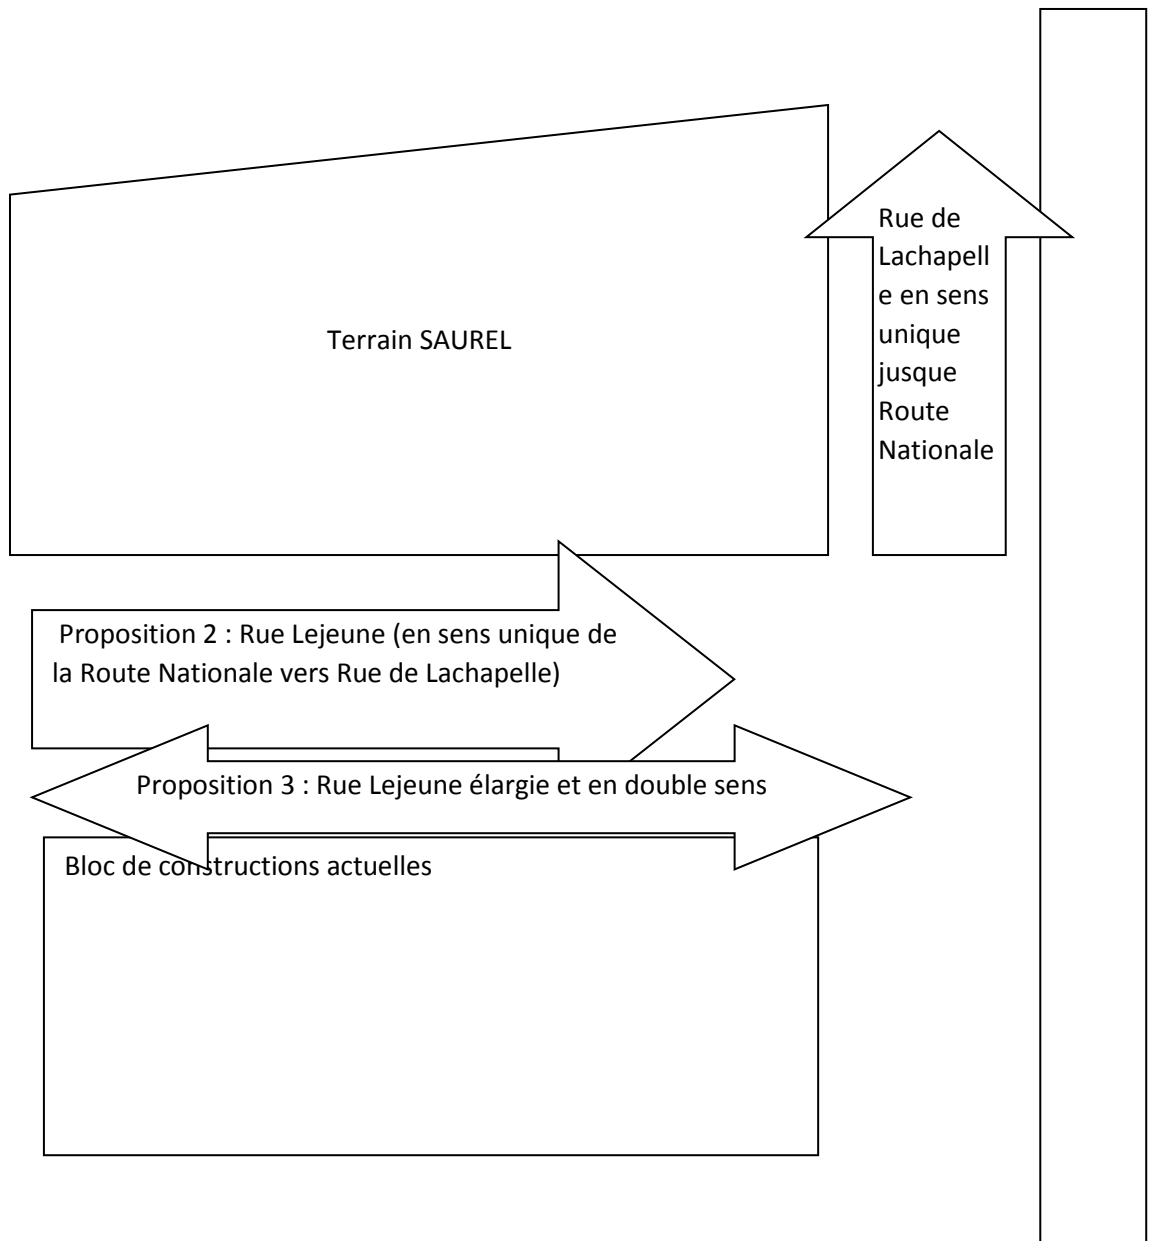 Rue de
Lachapell
e en sens
unique
jusque
Route
Nationale
Terrain SAUREL
Proposition 2 : Rue Lejeune (en sens unique de
la Route Nationale vers Rue de Lachapelle)
Proposition 3 : Rue Lejeune élargie et en double sens
Bloc de constructions actuelles